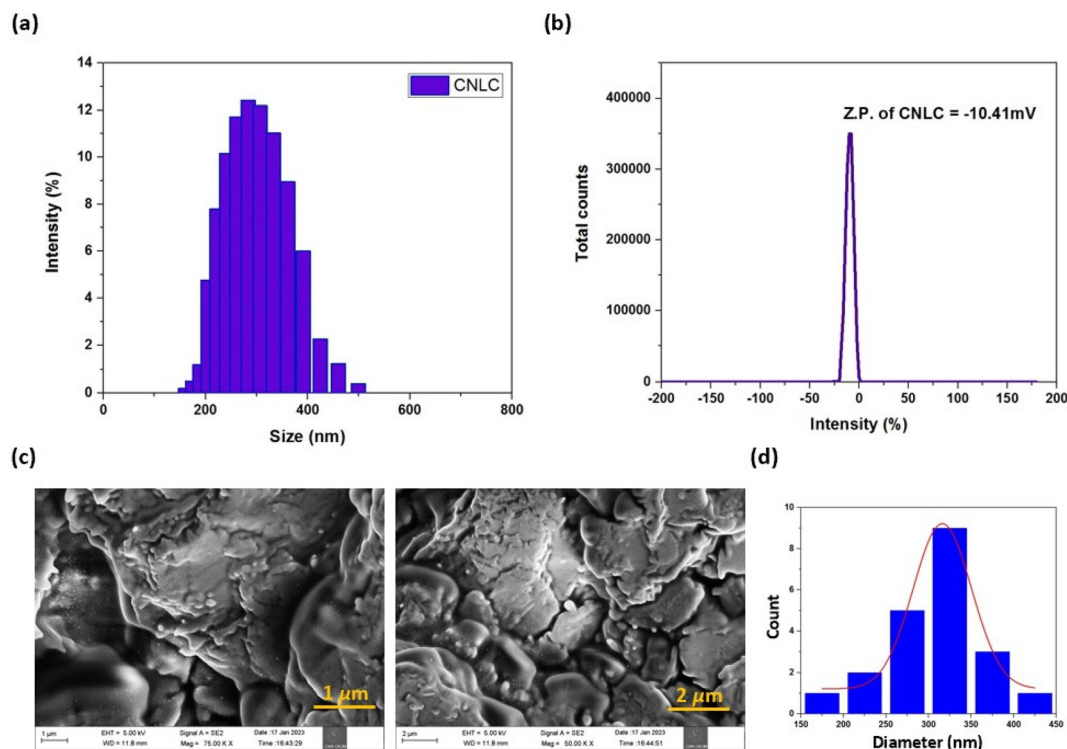 (a)
(b)
14
12
10
8
6
4
2
0
Intensity (%)
0 200 400 600 800
Size (nm)
CNLC
400000
300000
200000
100000
0
Total counts
Z.P. of CNLC = -10.41mV
-200 -150 -100 -50 0 50 100 150 200
Intensity (%)
(c)
(d)
1 μm
1 µm EHT = 5.00 kV Signal A = SE2 Date :17 Jan 2023
WD = 11.8 mm Mag = 75.00 K X Time :16:43:29
2 μm
2 µm EHT = 5.00 kV Signal A = SE2 Date :17 Jan 2023
WD = 11.8 mm Mag = 50.00 K X Time :16:44:51
10
8
6
4
2
0
Count
150 200 250 300 350 400 450
Diameter (nm)